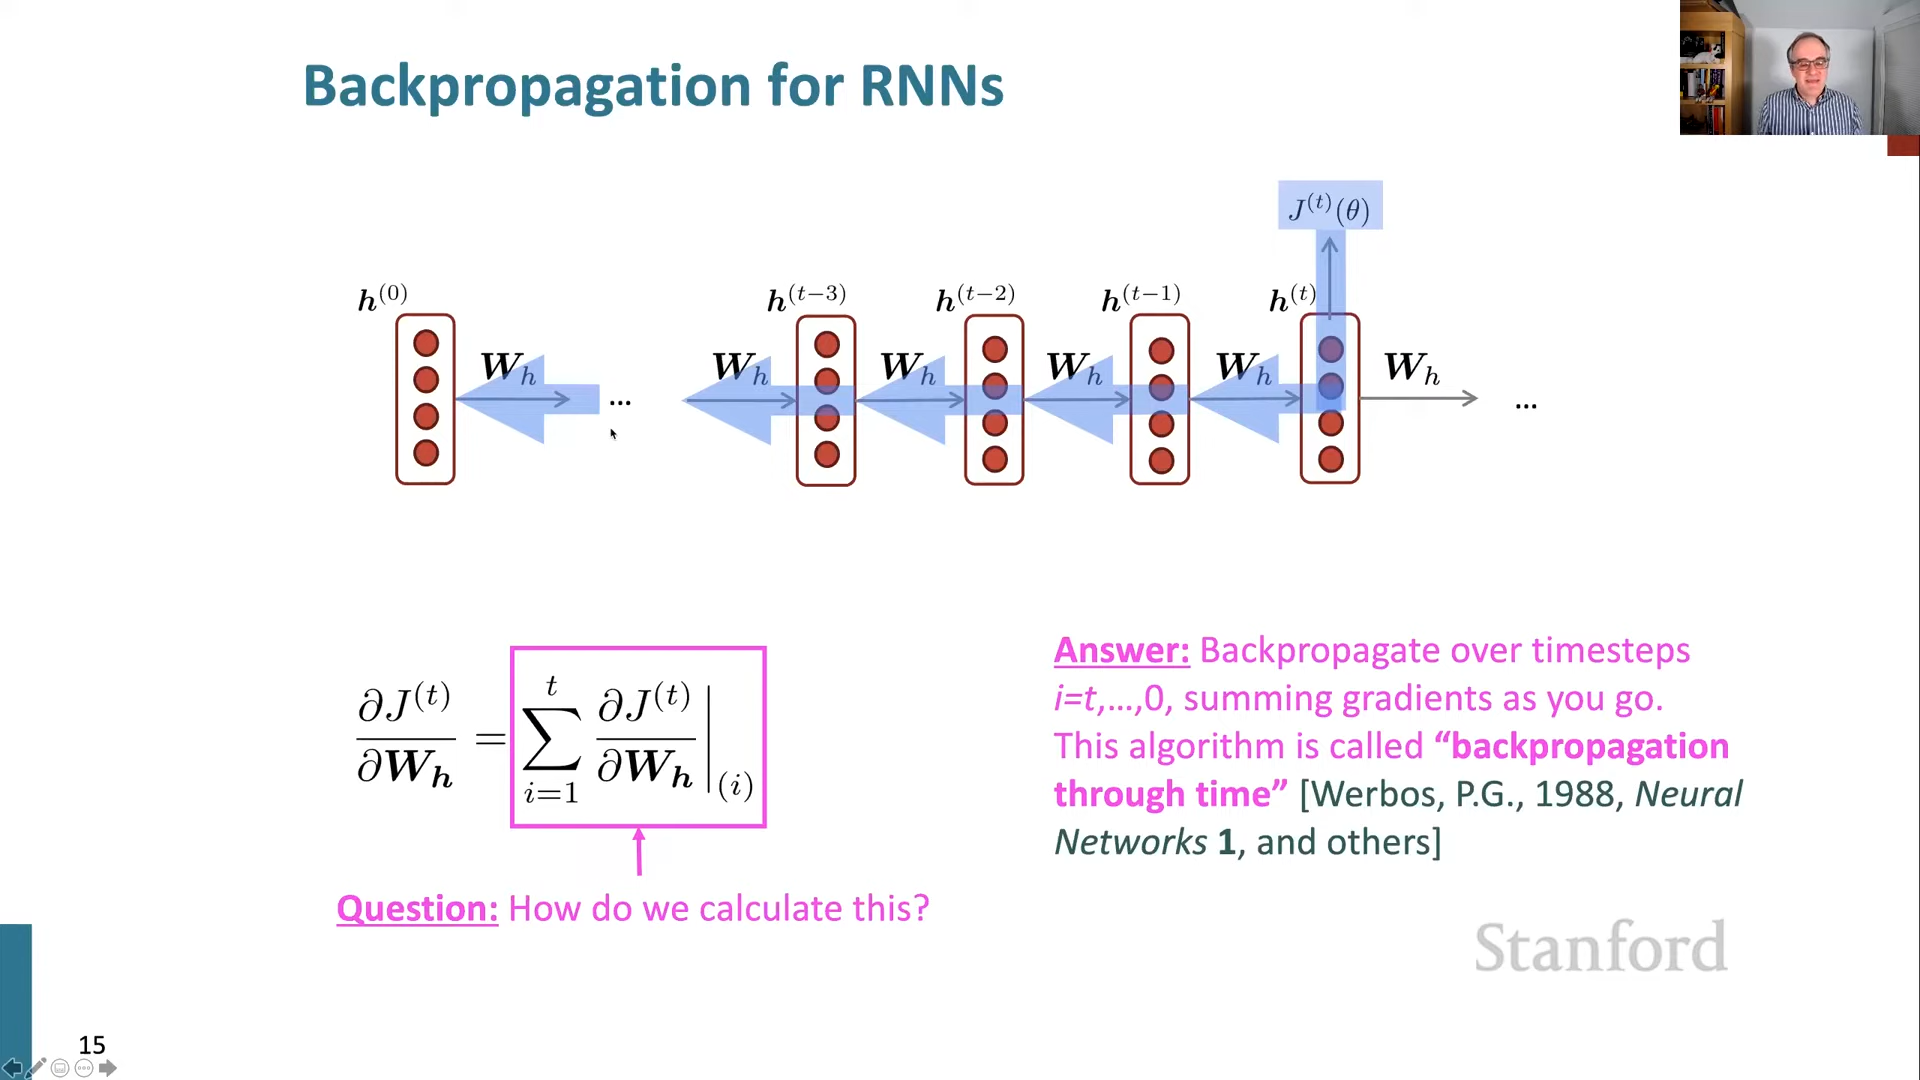 Backpropagation for RNNs
J^{(t)}(θ)
h^{(0)} h^{(t−3)} h^{(t−2)} h^{(t−1)} h^{(t)}
W_h ... W_h W_h W_h W_h W_h ...
∂J^{(t)}/∂W_h = ∑_{i=1}^{t} ∂J^{(t)}/∂W_h |_{(i)}
Question: How do we calculate this?
Answer: Backpropagate over timesteps
i=t,…,0, summing gradients as you go.
This algorithm is called “backpropagation
through time” [Werbos, P.G., 1988, Neural
Networks 1, and others]
Stanford
15